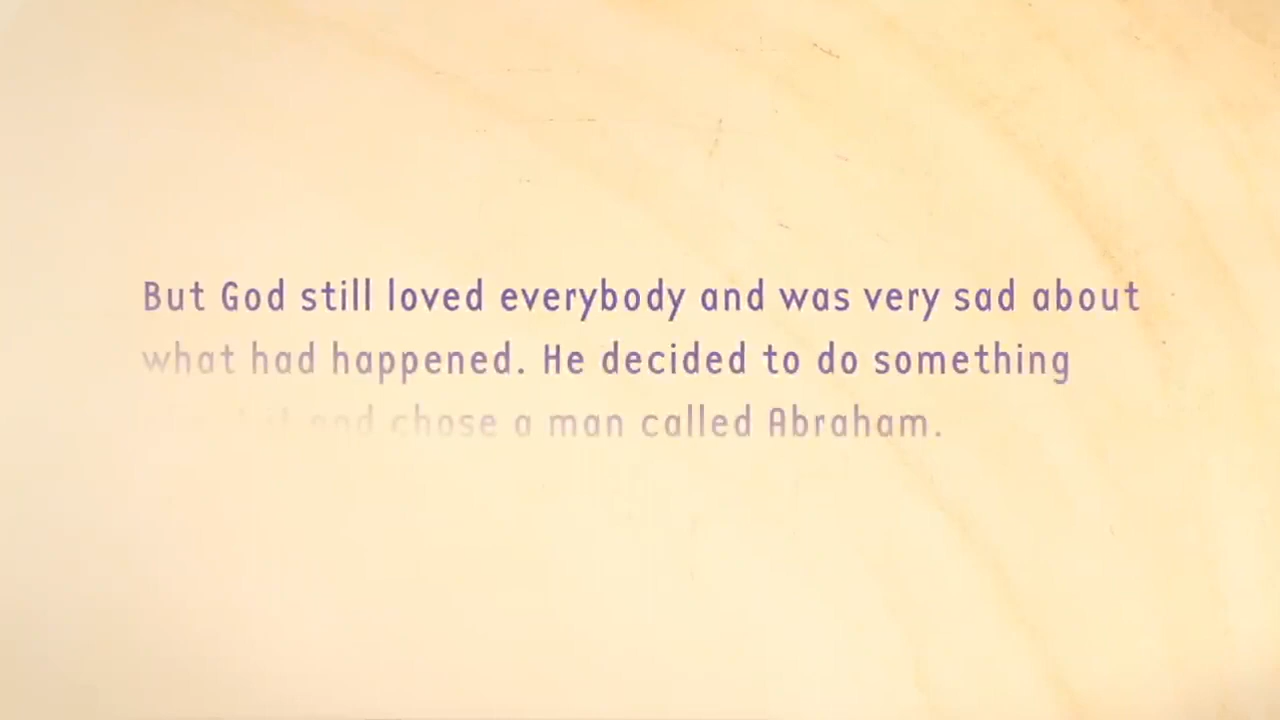 But God still loved everybody and was very sad about
what had happened. He decided to do something
it and chose a man called Abraham.